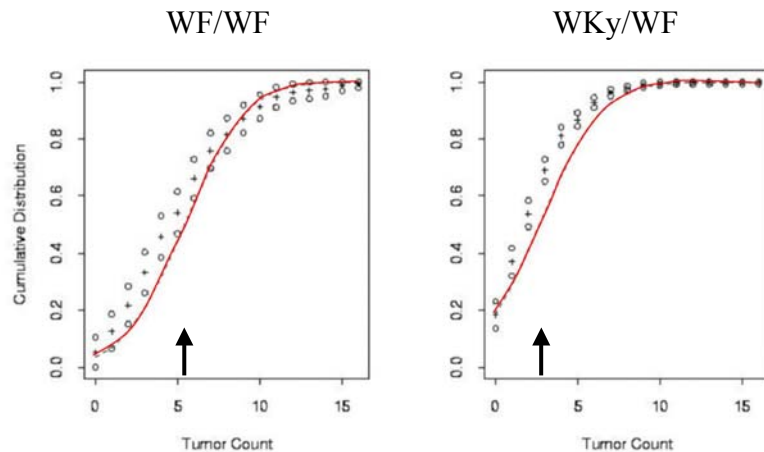 WF/WF WKy/WF
1.0 1.0
0.8 0.8
0.6 0.6
0.4 0.4
0.2 0.2
0.0 0.0
Cumulative Distribution
0 5 10 15 0 5 10 15
Tumor Count Tumor Count